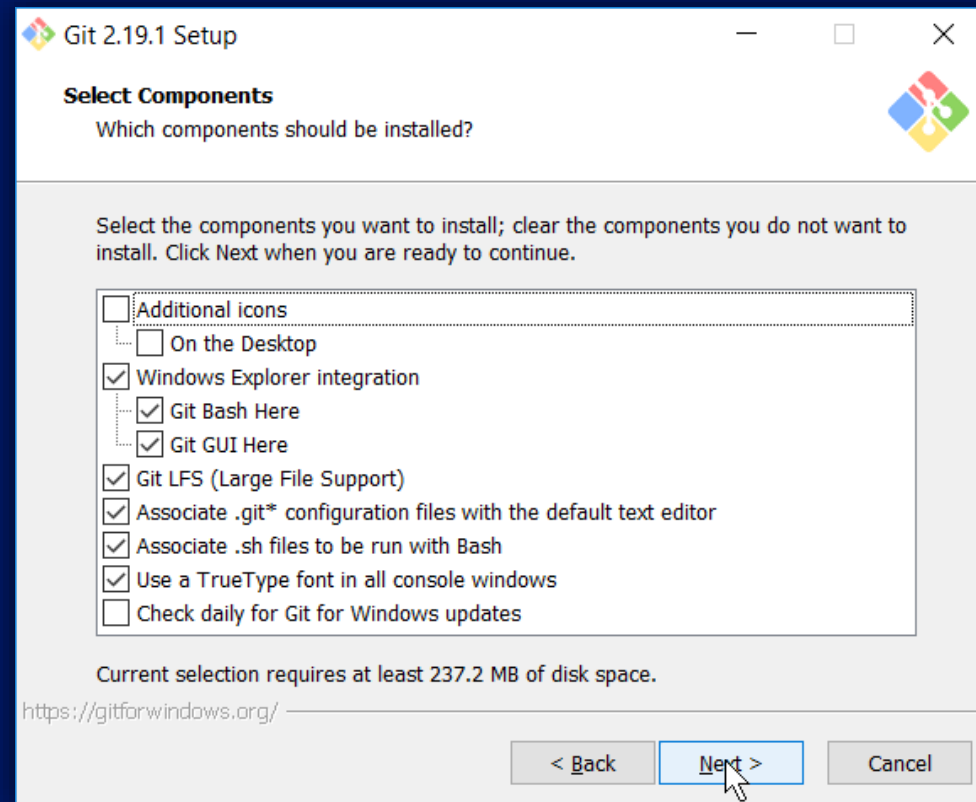 Git 2.19.1 Setup
Select Components
Which components should be installed?
Select the components you want to install; clear the components you do not want to
install. Click Next when you are ready to continue.
Additional icons
On the Desktop
Windows Explorer integration
Git Bash Here
Git GUI Here
Git LFS (Large File Support)
Associate .git* configuration files with the default text editor
Associate .sh files to be run with Bash
Use a TrueType font in all console windows
Check daily for Git for Windows updates
Current selection requires at least 237.2 MB of disk space.
https://gitforwindows.org/
< Back Next > Cancel